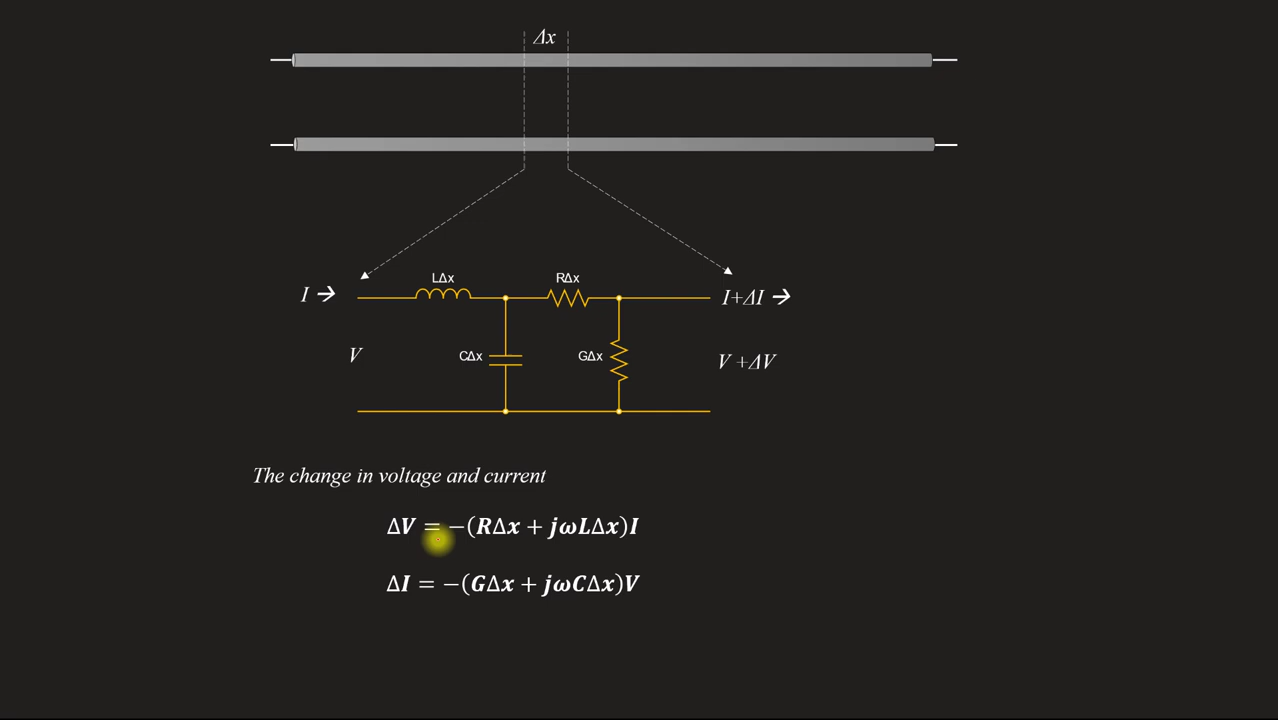 Δx
LΔx RΔx
I → I+ΔI →
V CΔx GΔx V +ΔV
The change in voltage and current
ΔV = −(RΔx + jωLΔx)I
ΔI = −(GΔx + jωCΔx)V